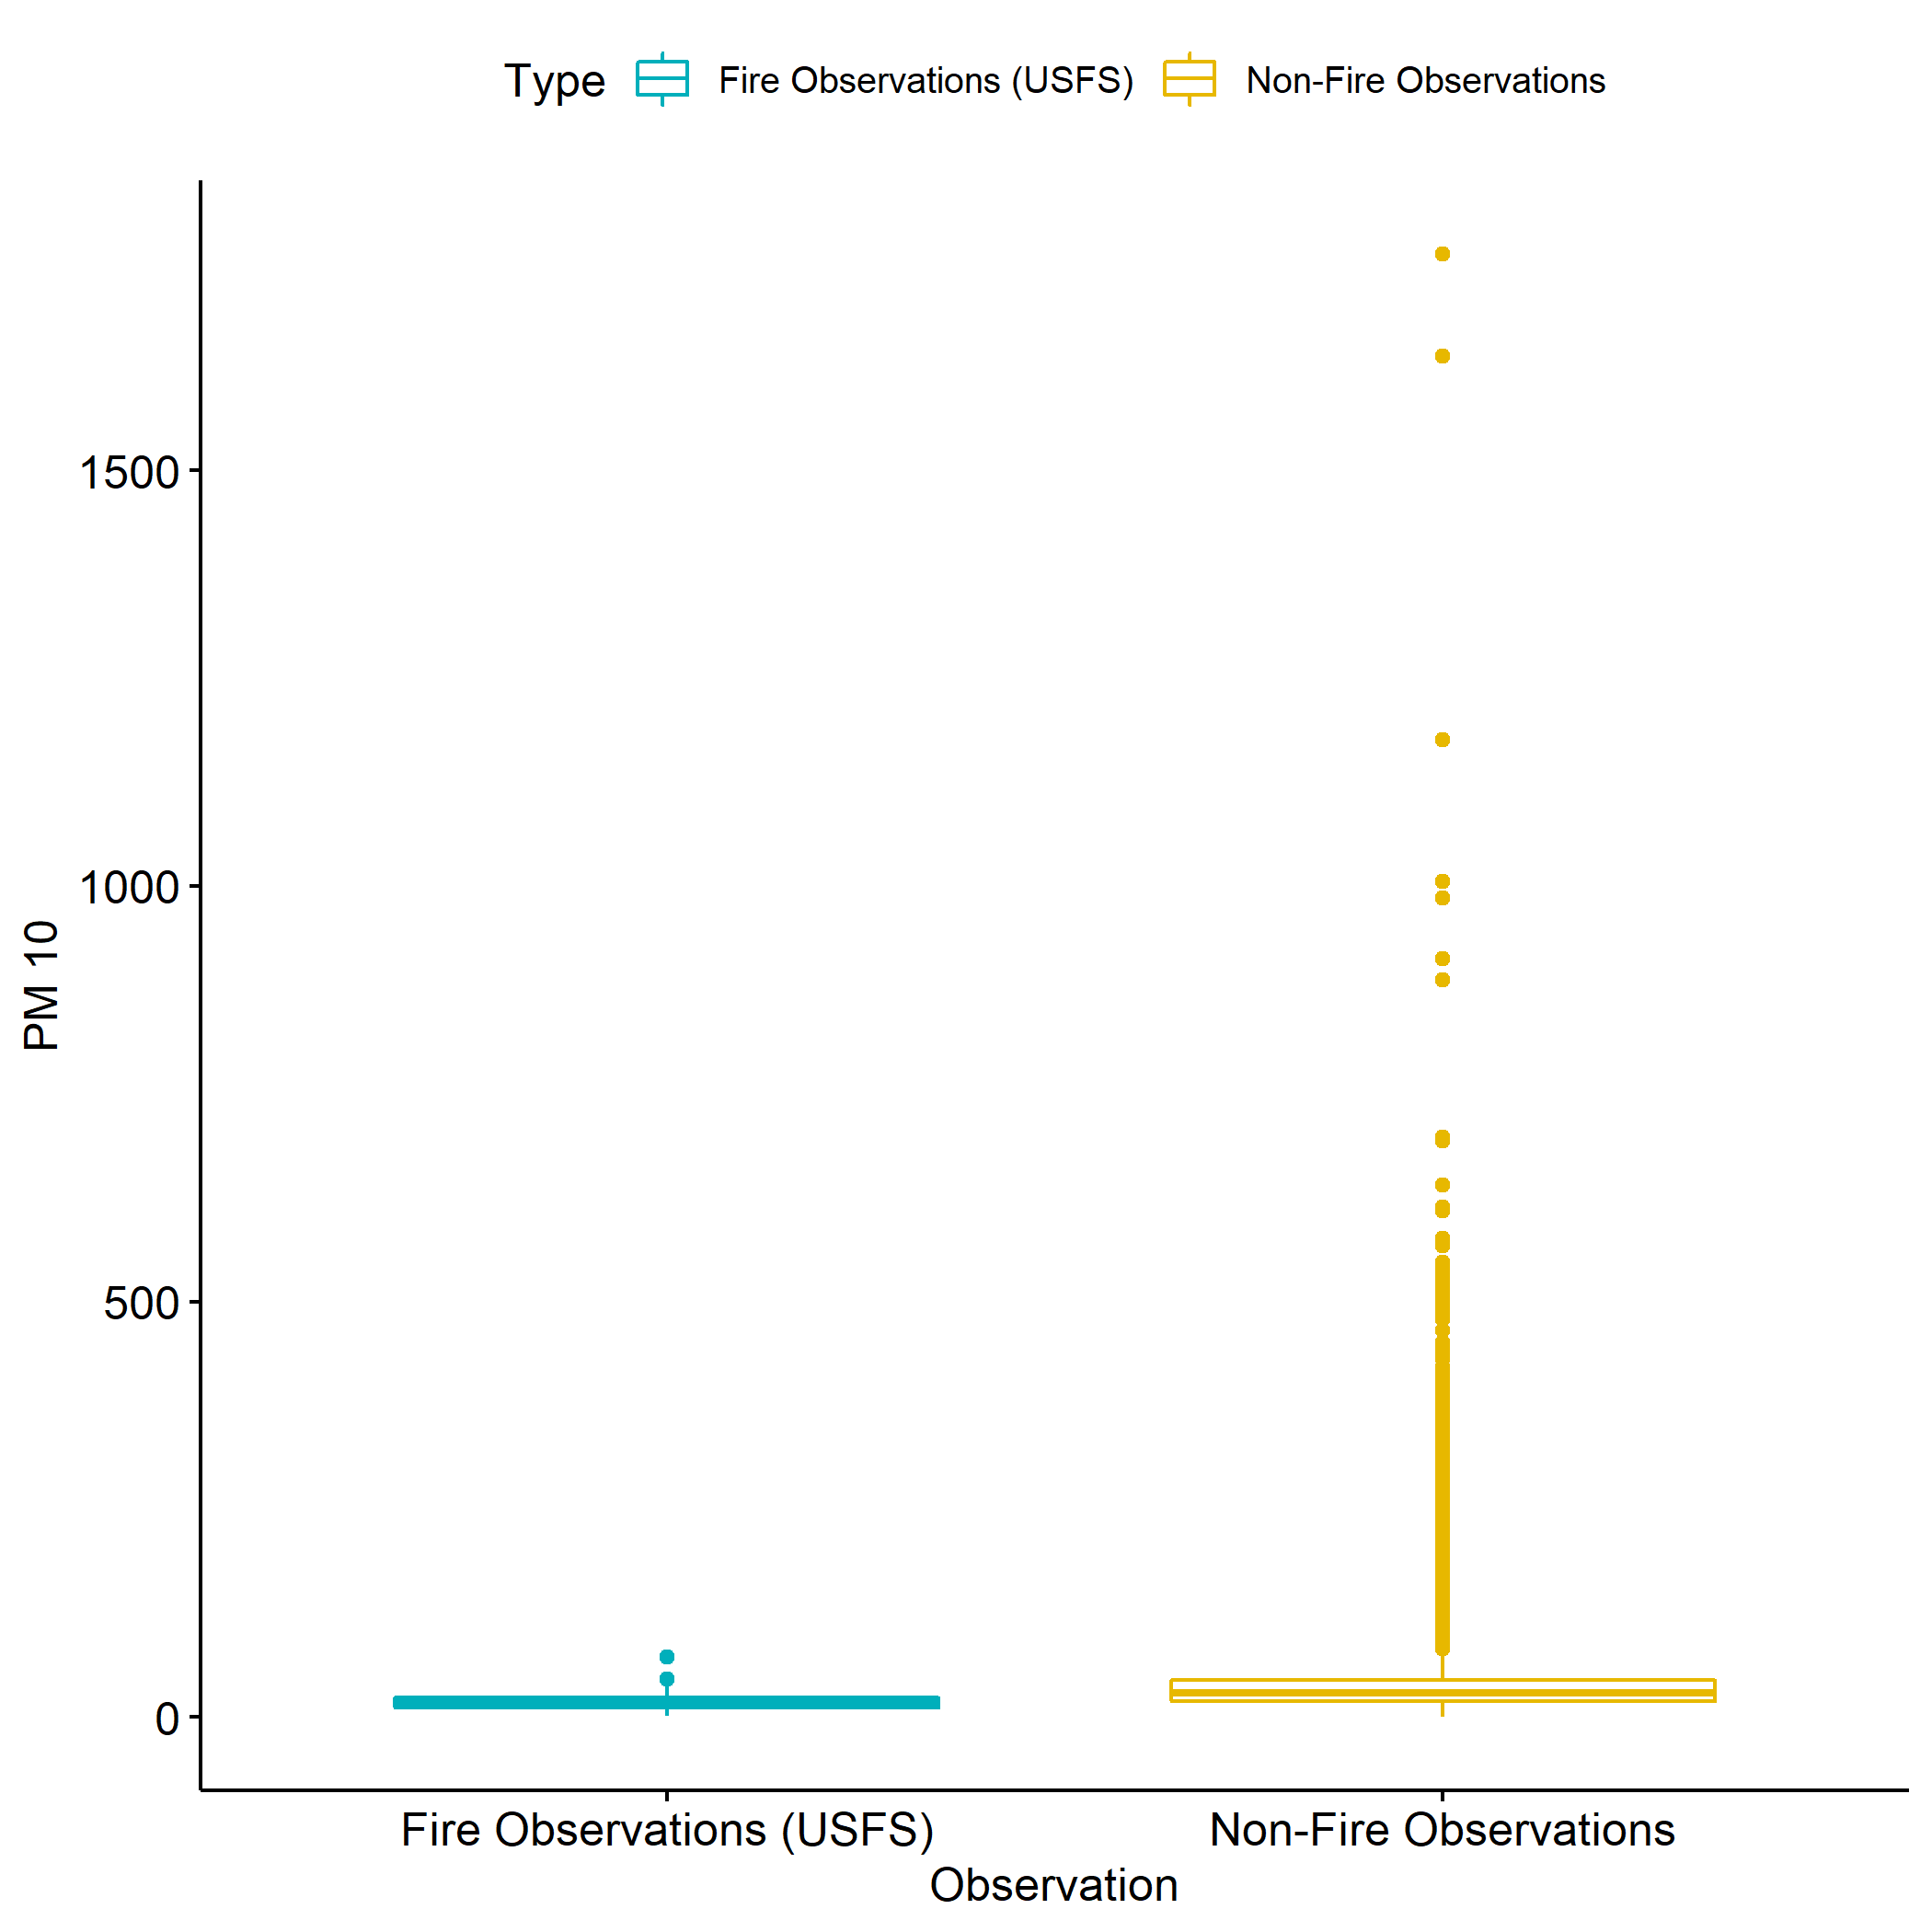 Type Fire Observations (USFS) Non-Fire Observations
1500
1000
500
0
PM 10
Fire Observations (USFS) Non-Fire Observations
Observation